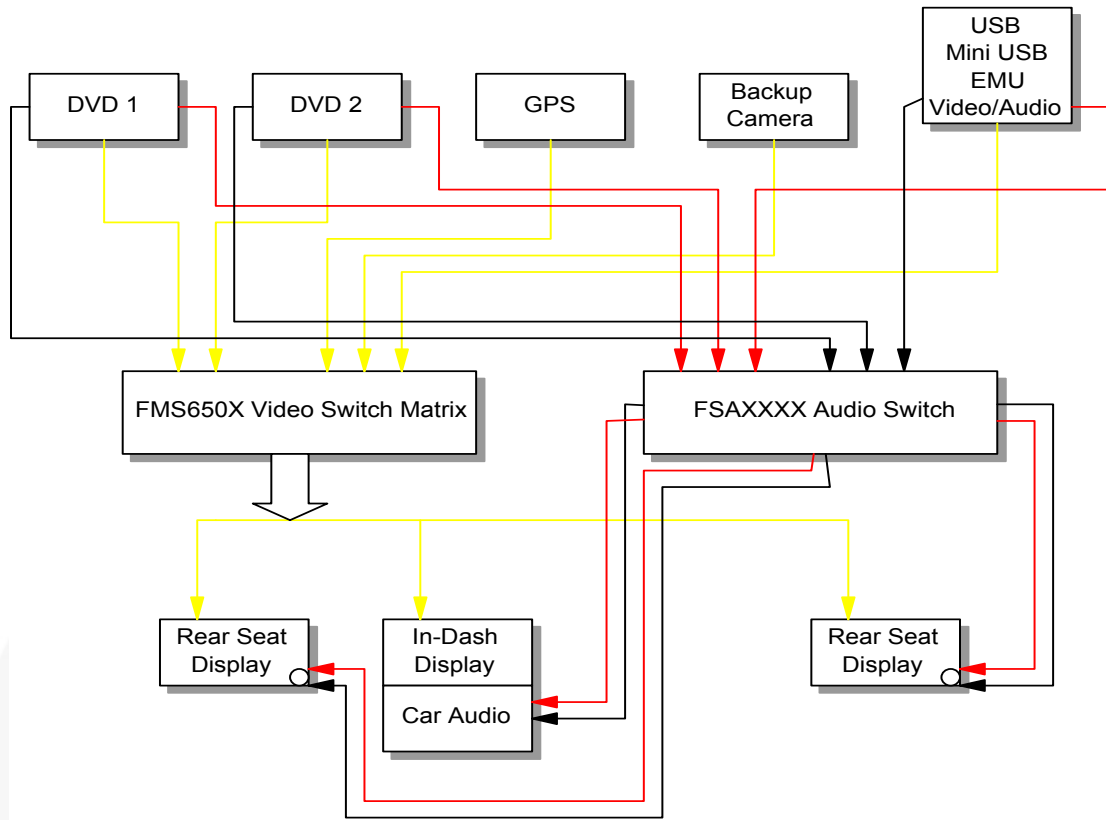 USB
Mini USB
EMU
Video/Audio
DVD 1
DVD 2
GPS
Backup
Camera
FMS650X Video Switch Matrix
FSAXXXX Audio Switch
Rear Seat
Display
In-Dash
Display
Car Audio
Rear Seat
Display